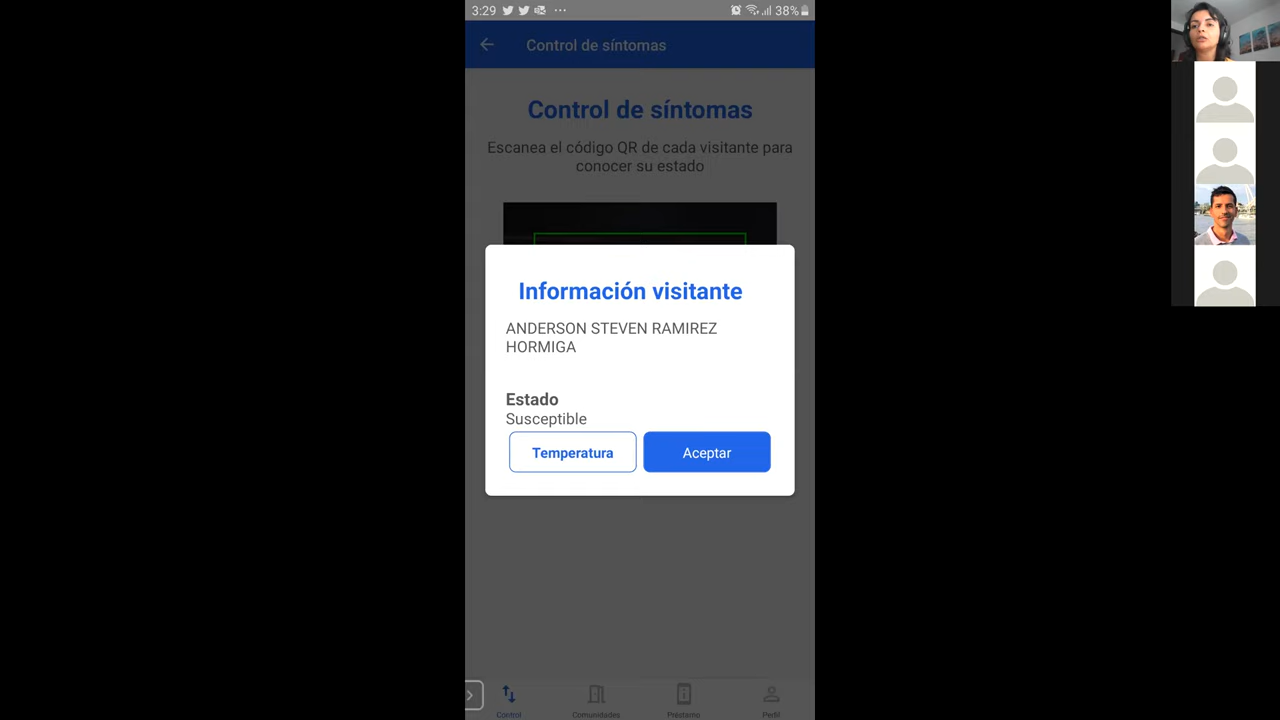 3:29
38%
Control de síntomas
Control de síntomas
Escanea el código QR de cada visitante para
conocer su estado
Información visitante
ANDERSON STEVEN RAMIREZ
HORMIGA
Estado
Susceptible
Temperatura
Aceptar
Control
Comunidades
Préstamo
Perfil